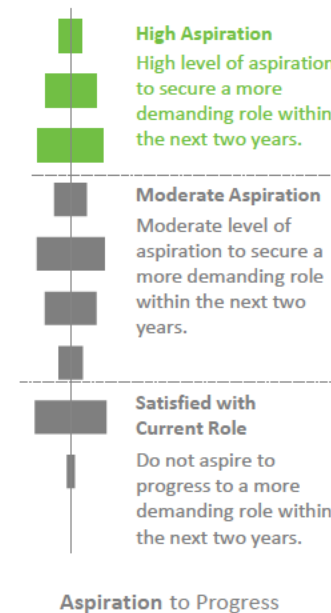 High Aspiration
High level of aspiration
to secure a more
demanding role within
the next two years.
Moderate Aspiration
Moderate level of
aspiration to secure a
more demanding role
within the next two
years.
Satisfied with
Current Role
Do not aspire to
progress to a more
demanding role within
the next two years.
Aspiration to Progress